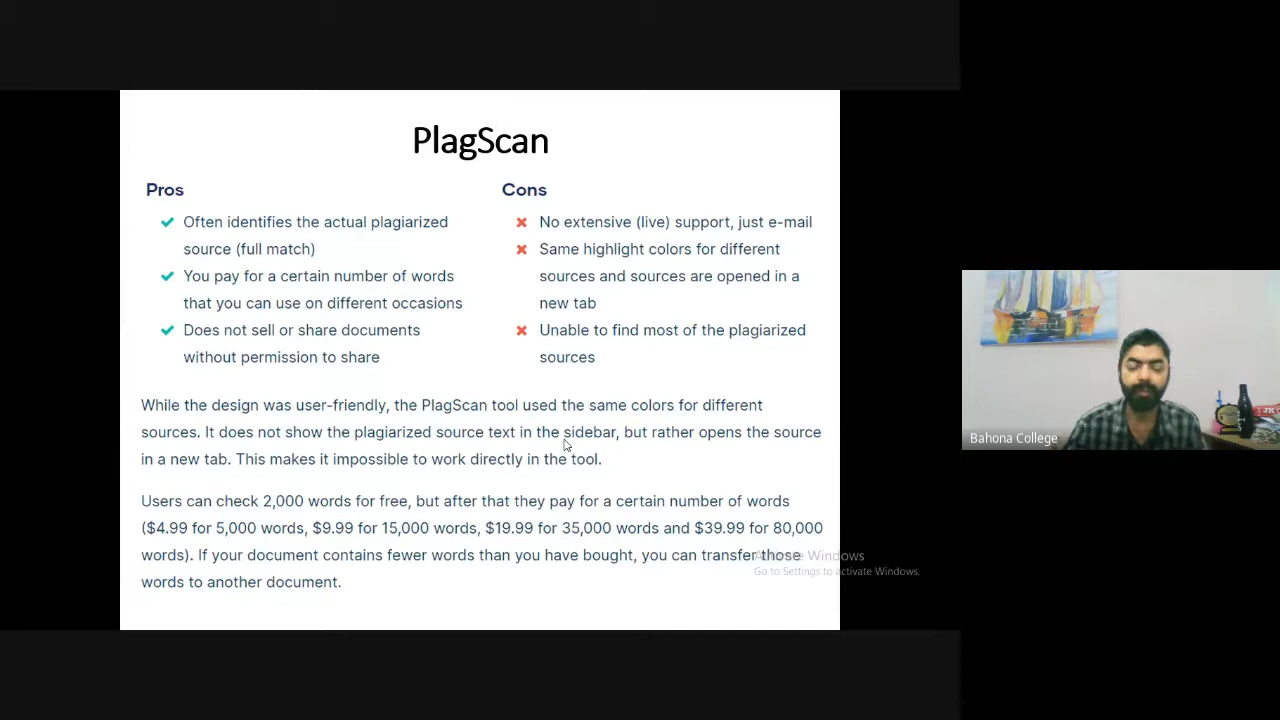 PlagScan
Pros
Often identifies the actual plagiarized
source (full match)
You pay for a certain number of words
that you can use on different occasions
Does not sell or share documents
without permission to share
Cons
No extensive (live) support, just e-mail
Same highlight colors for different
sources and sources are opened in a
new tab
Unable to find most of the plagiarized
sources
While the design was user-friendly, the PlagScan tool used the same colors for different
sources. It does not show the plagiarized source text in the sidebar, but rather opens the source
in a new tab. This makes it impossible to work directly in the tool.
Users can check 2,000 words for free, but after that they pay for a certain number of words
($4.99 for 5,000 words, $9.99 for 15,000 words, $19.99 for 35,000 words and $39.99 for 80,000
words). If your document contains fewer words than you have bought, you can transfer those
words to another document.
Activate Windows
Go to Settings to activate Windows.
Bahona College
JK